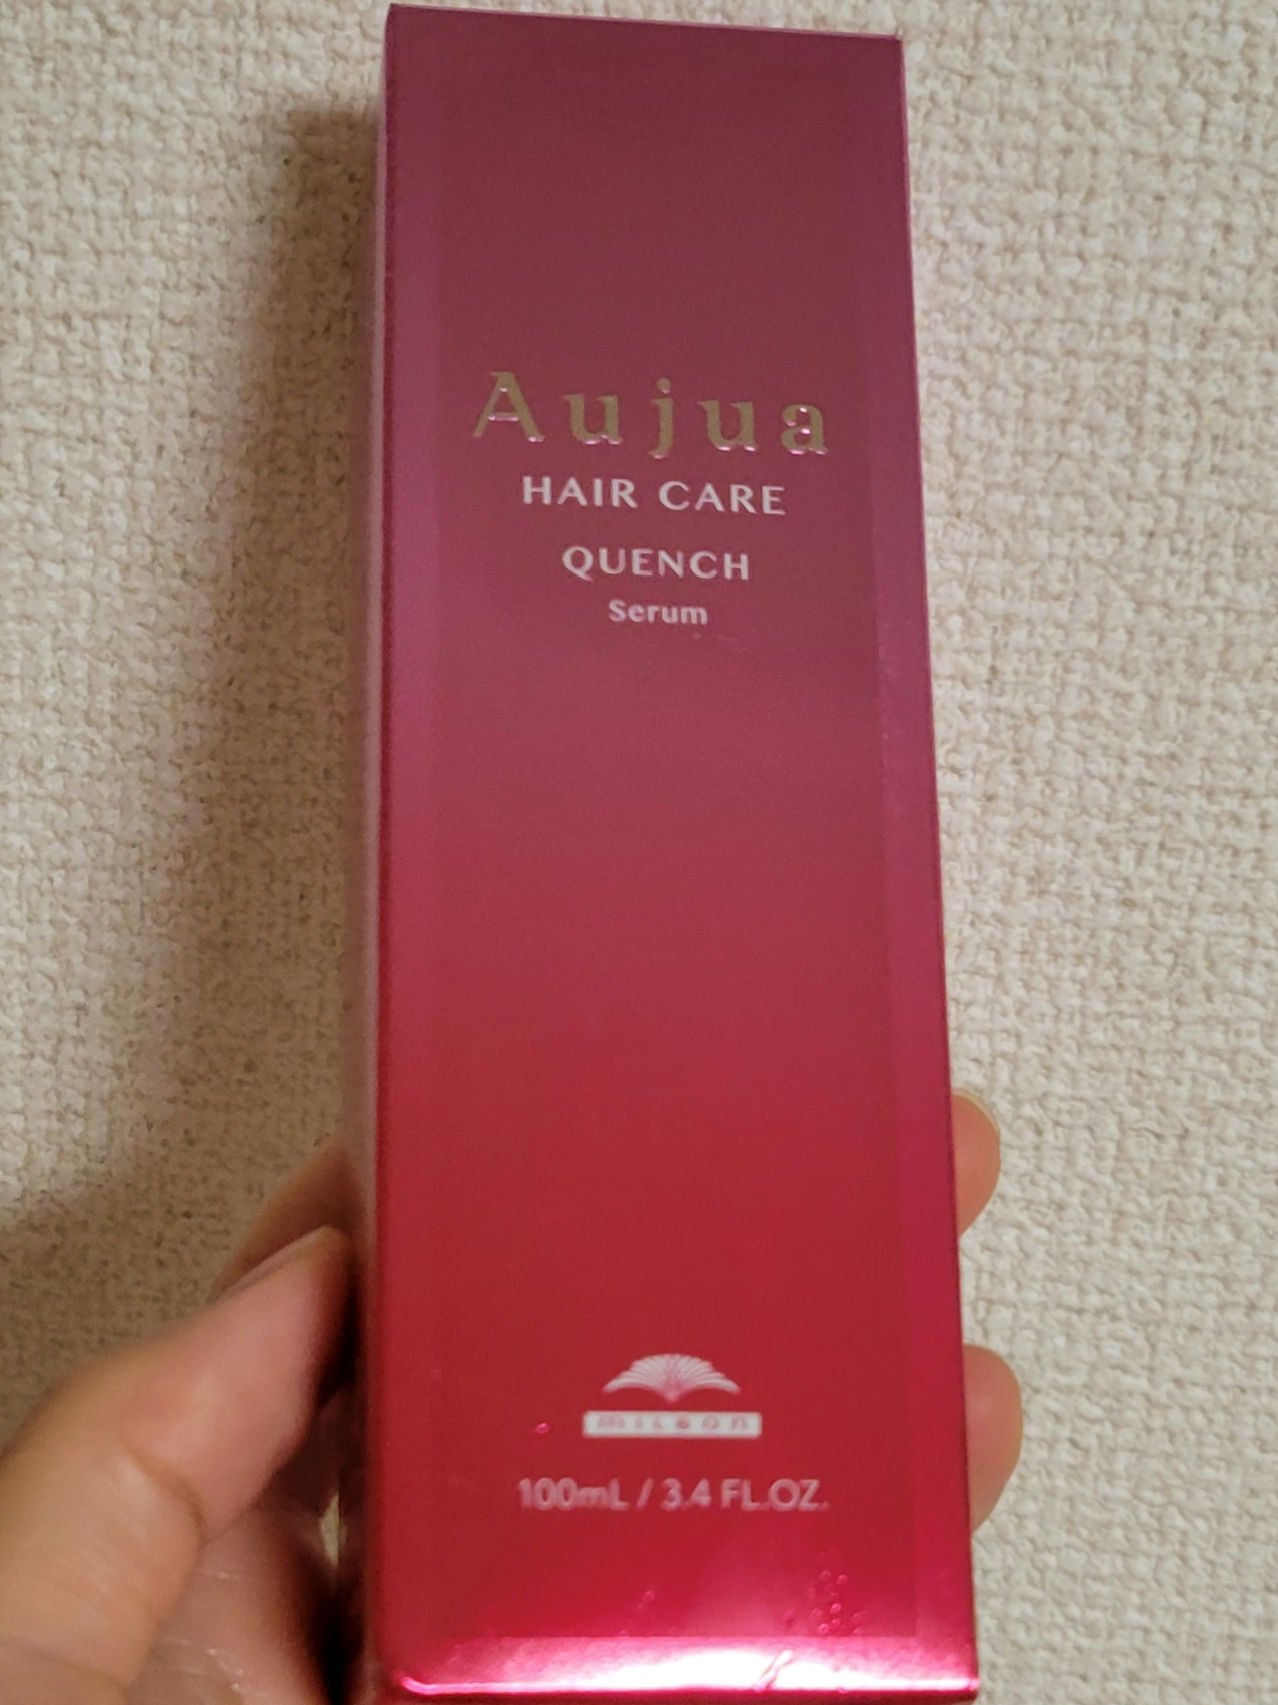 Aujua
HAIR CARE
QUENCH
Serum
milbon
100mL / 3.4 FL.OZ.